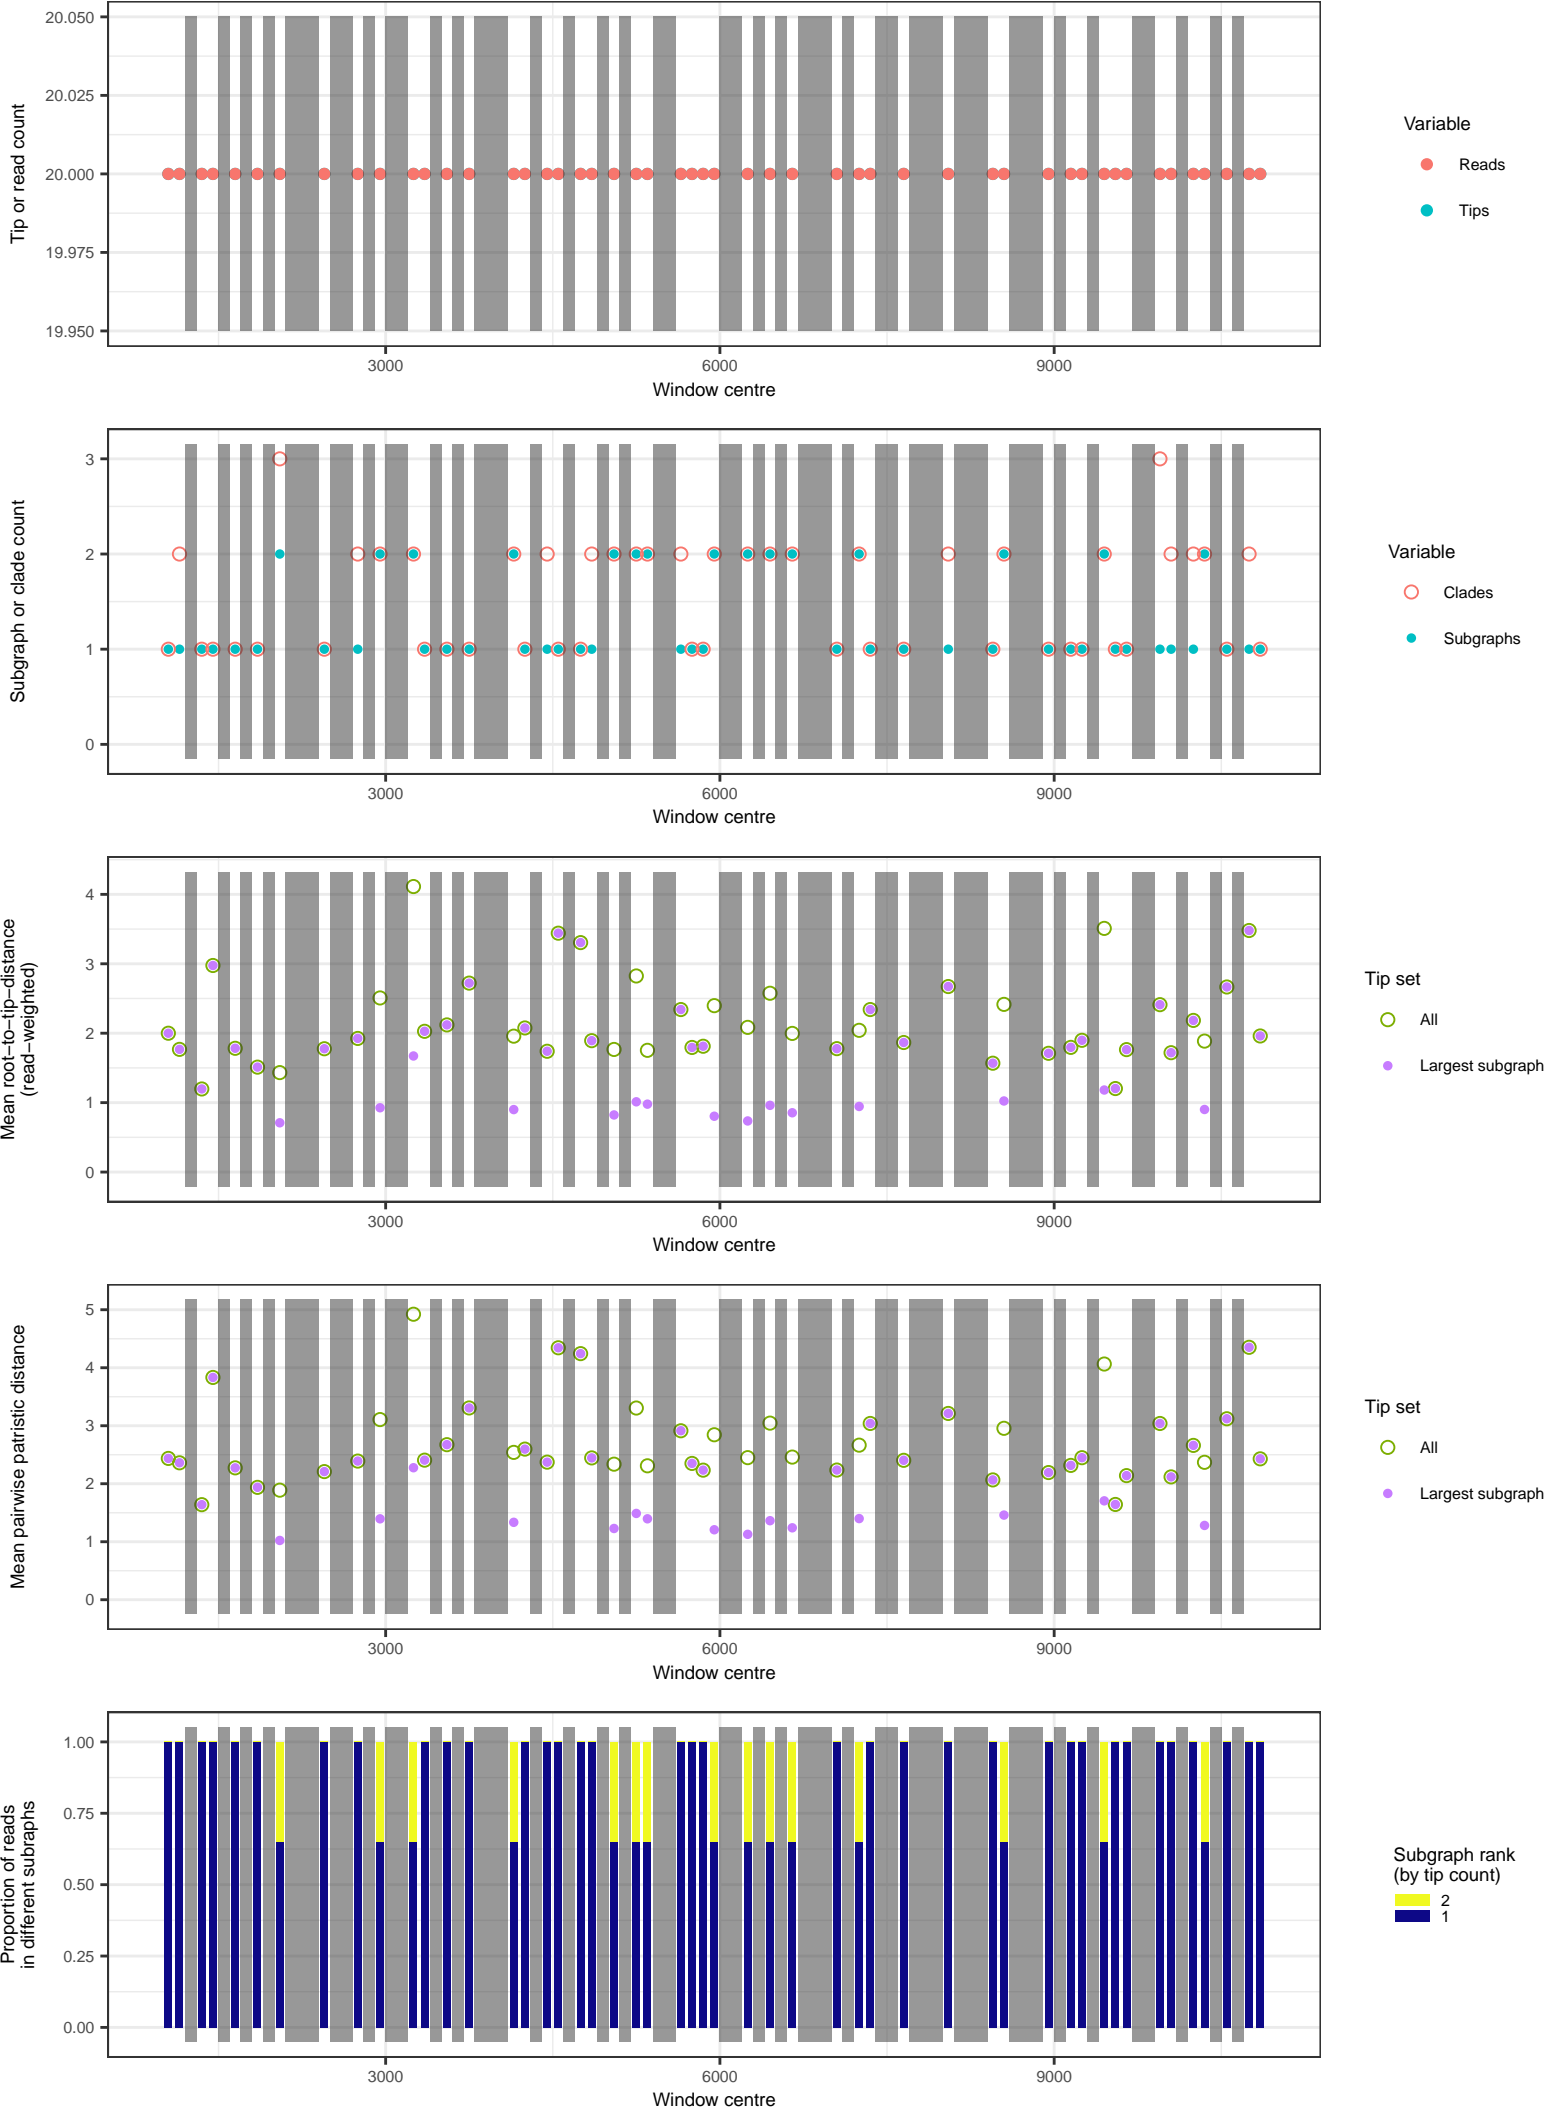 20.050
20.025
20.000
19.975
19.950
Tip or read count
3000
6000
9000
Window centre
Variable
Reads
Tips
3
2
1
0
Subgraph or clade count
3000
6000
9000
Window centre
Variable
Clades
Subgraphs
4
3
2
1
0
Mean root−to−tip−distance
(read−weighted)
3000
6000
9000
Window centre
Tip set
All
Largest subgraph
5
4
3
2
1
0
Mean pairwise patristic distance
3000
6000
9000
Window centre
Tip set
All
Largest subgraph
1.00
0.75
0.50
0.25
0.00
Proportion of reads
in different subraphs
3000
6000
9000
Window centre
Subgraph rank
(by tip count)
2
1